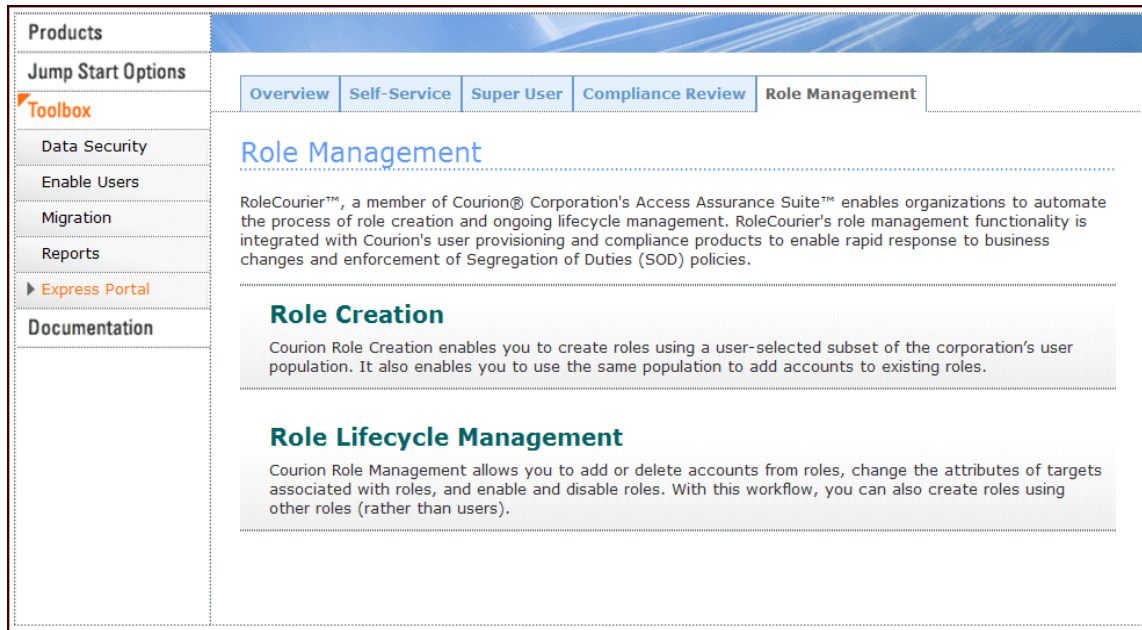 Products
Jump Start Options
Toolbox
Data Security
Enable Users
Migration
Reports
Express Portal
Documentation
Overview
Self-Service
Super User
Compliance Review
Role Management
Role Management
RoleCourier™, a member of Courion® Corporation's Access Assurance Suite™ enables organizations to automate
the process of role creation and ongoing lifecycle management. RoleCourier's role management functionality is
integrated with Courion's user provisioning and compliance products to enable rapid response to business
changes and enforcement of Segregation of Duties (SOD) policies.
Role Creation
Courion Role Creation enables you to create roles using a user-selected subset of the corporation’s user
population. It also enables you to use the same population to add accounts to existing roles.
Role Lifecycle Management
Courion Role Management allows you to add or delete accounts from roles, change the attributes of targets
associated with roles, and enable and disable roles. With this workflow, you can also create roles using
other roles (rather than users).